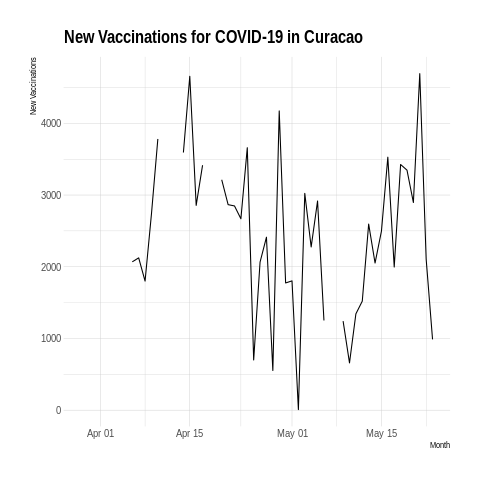 New Vaccinations for COVID-19 in Curacao
New Vaccinations
4000
3000
2000
1000
0
Apr 01
Apr 15
May 01
May 15
Month